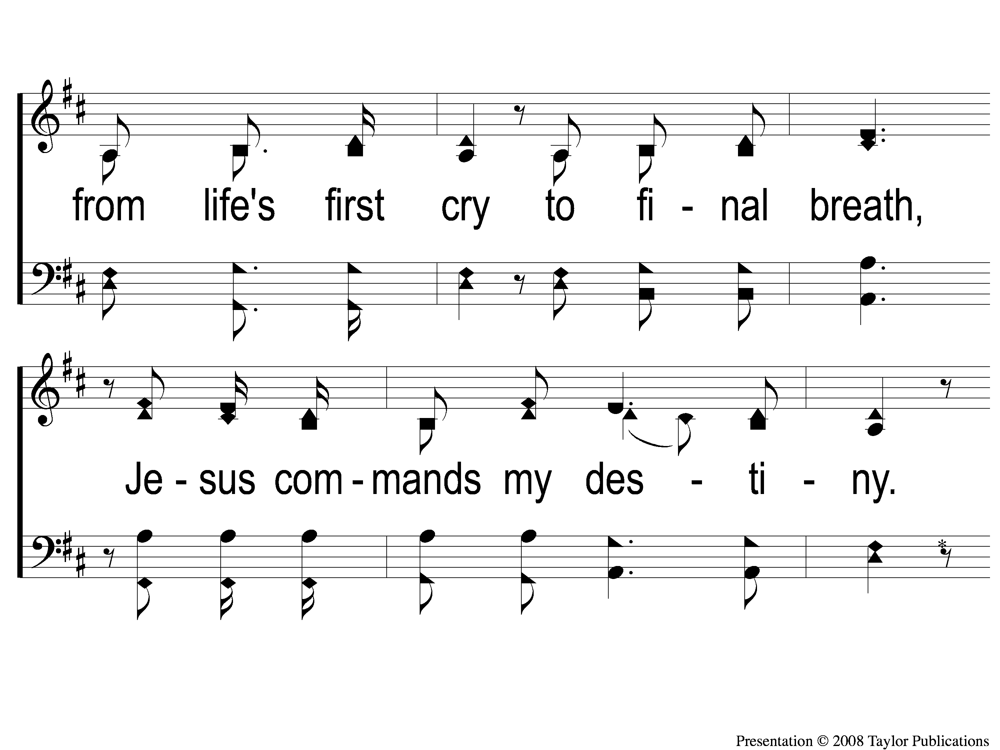 from life's first cry to fi - nal breath,
Je - sus com - mands my des - ti - ny.
*
Presentation © 2008 Taylor Publications